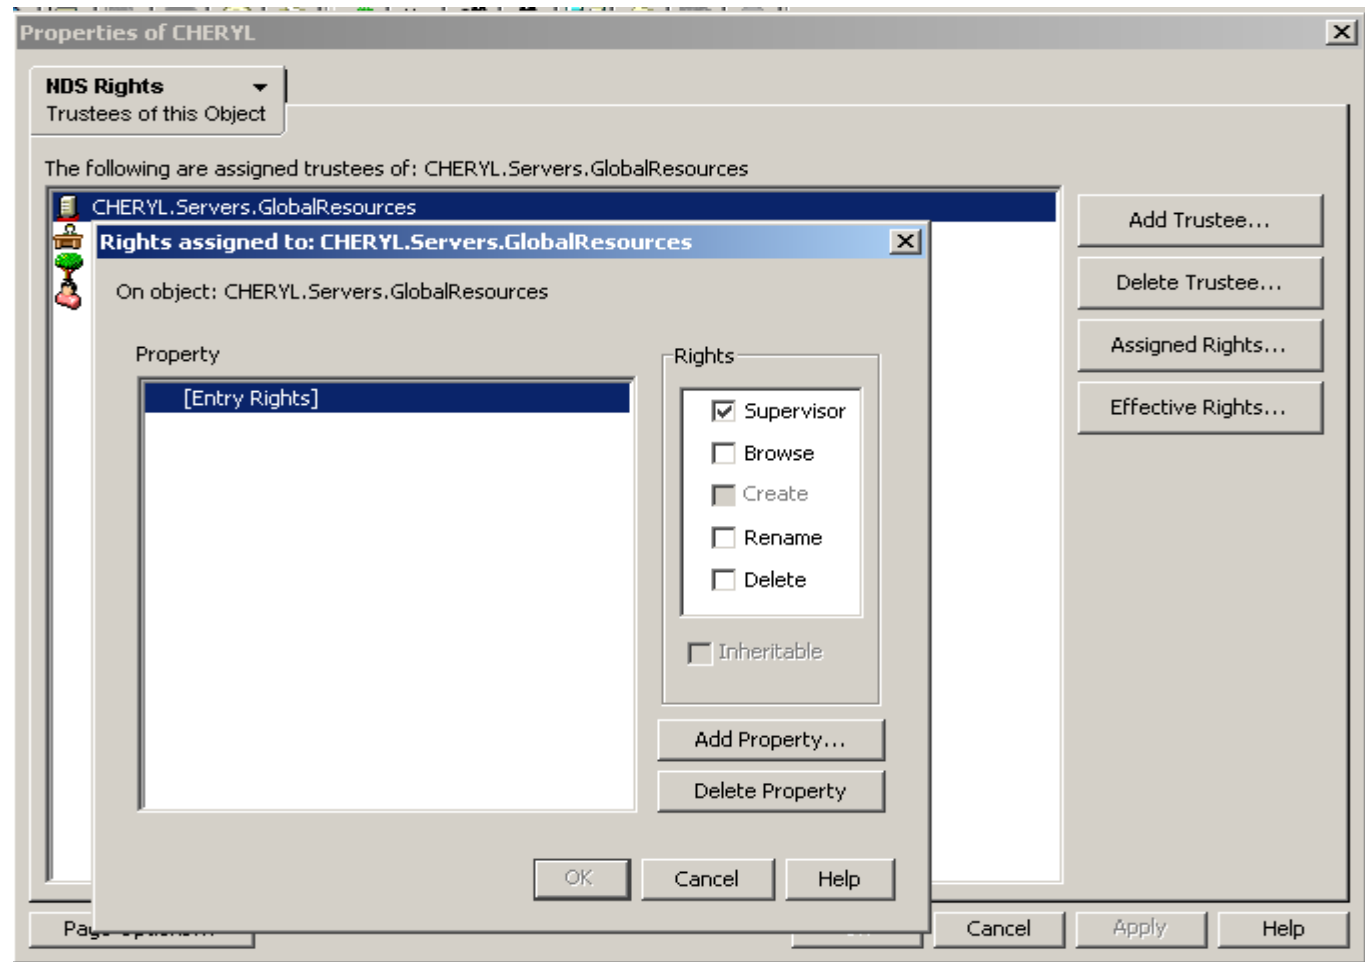 Properties of CHERYL
NDS Rights
Trustees of this Object
The following are assigned trustees of: CHERYL.Servers.GlobalResources
CHERYL.Servers.GlobalResources
Add Trustee...
Delete Trustee...
Assigned Rights...
Effective Rights...
Rights assigned to: CHERYL.Servers.GlobalResources
On object: CHERYL.Servers.GlobalResources
Property
[Entry Rights]
Rights
Supervisor
Browse
Create
Rename
Delete
Inheritable
Add Property...
Delete Property
OK
Cancel
Help
Cancel
Apply
Help